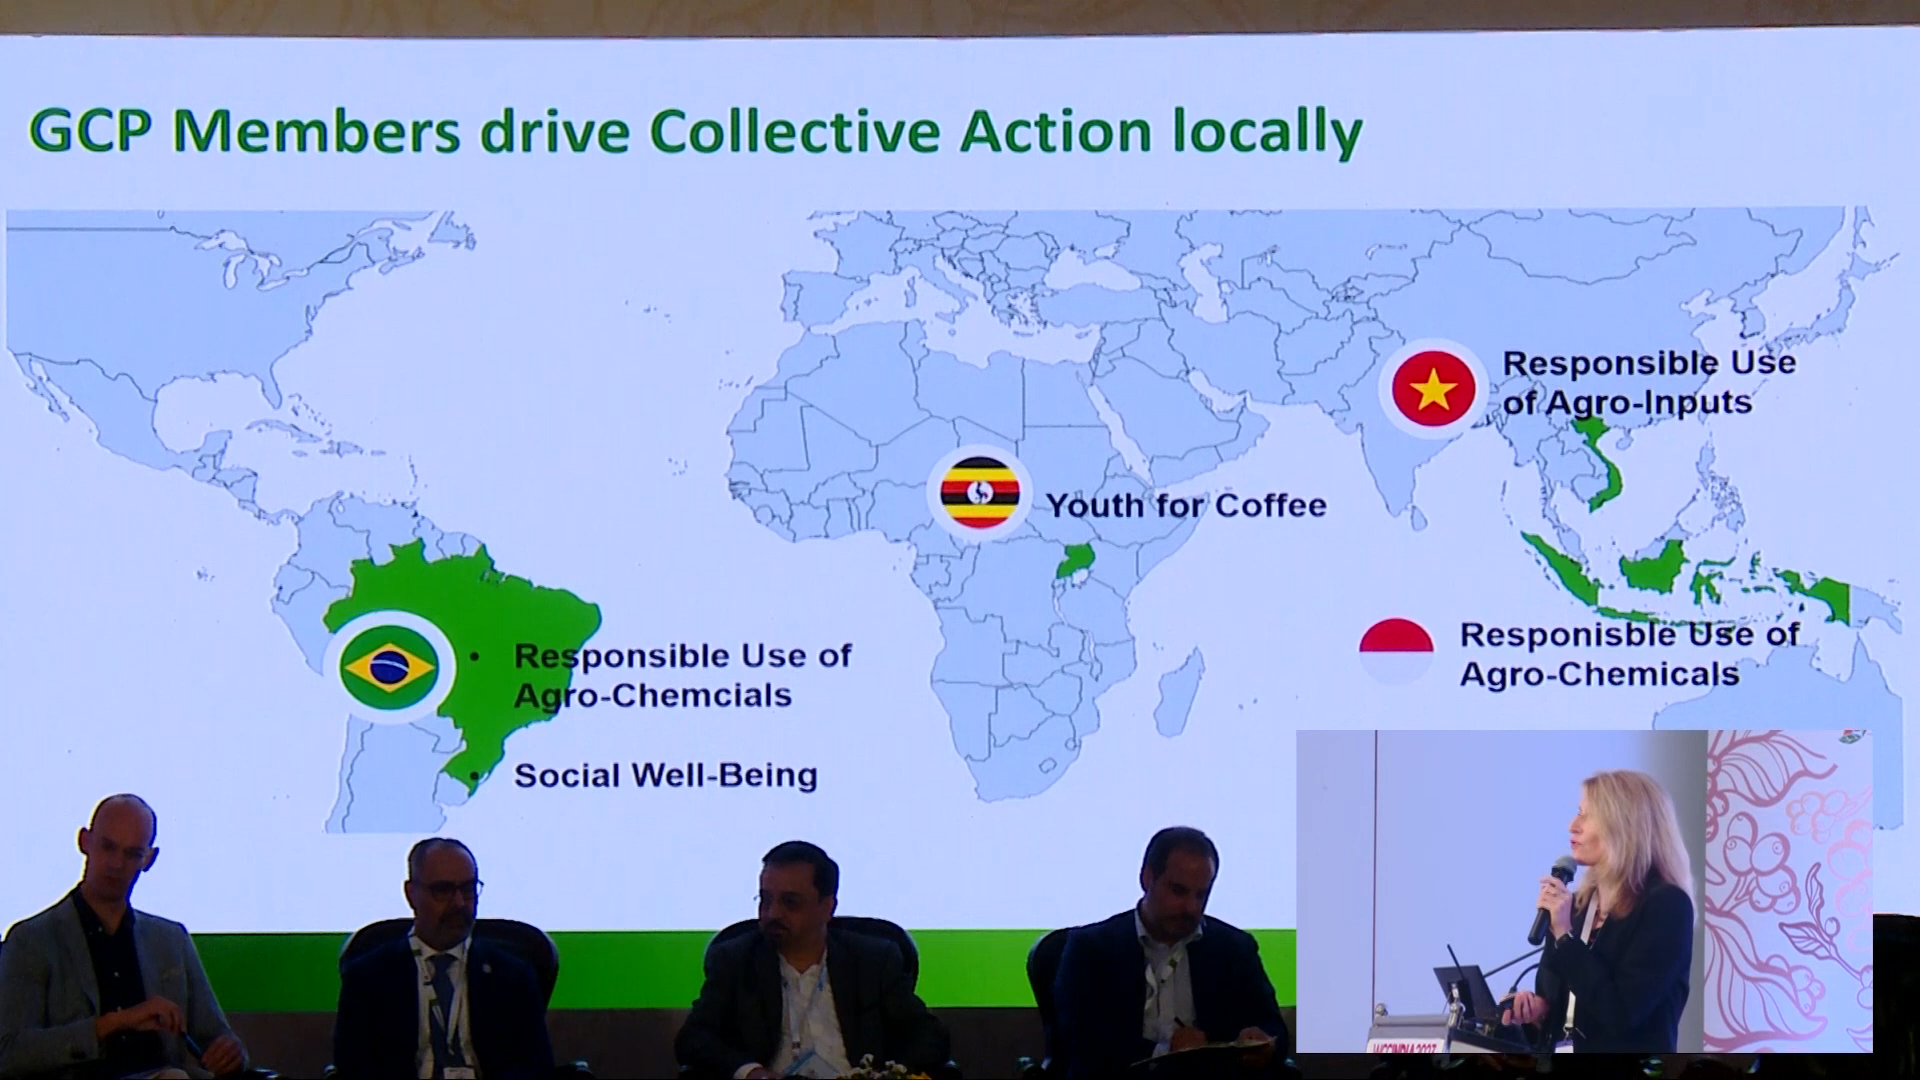 GCP Members drive Collective Action locally
Responsible Use
of Agro-Inputs
Youth for Coffee
Responisble Use of
Agro-Chemicals
• Responsible Use of
Agro-Chemcials
• Social Well-Being